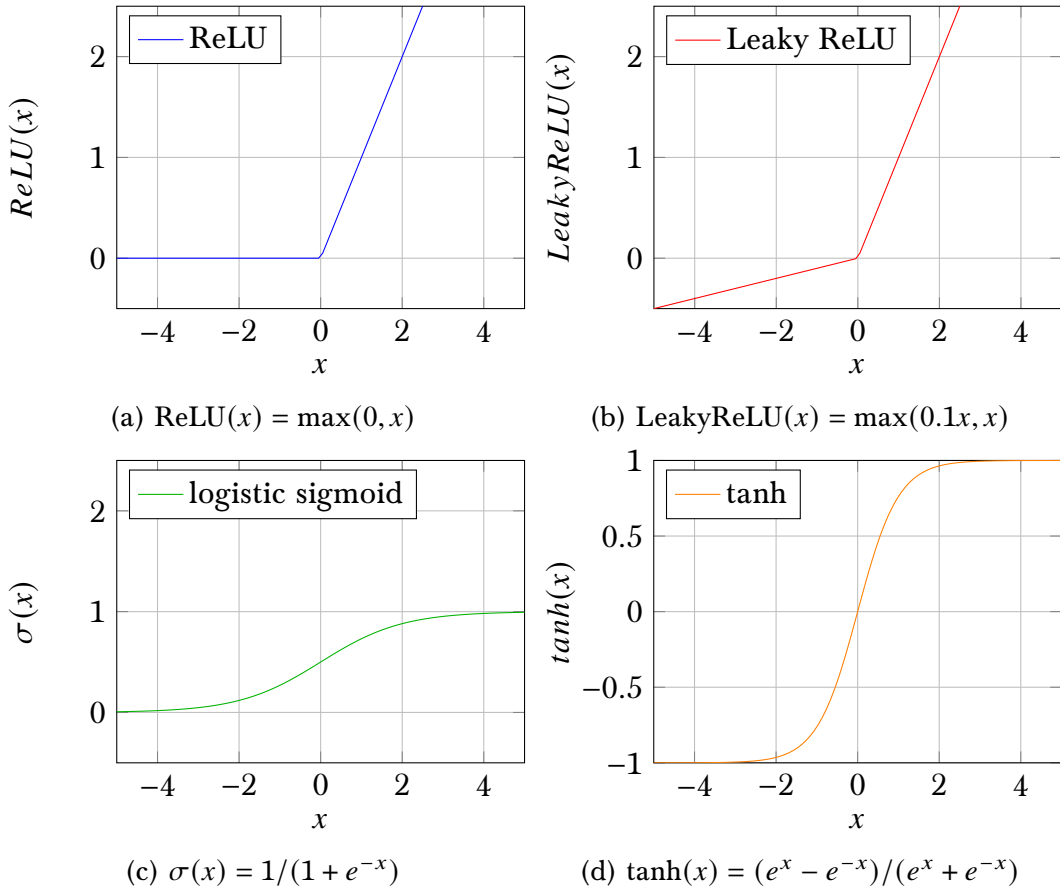 ReLU
2
1
0
ReLU(x)
−4 −2 0 2 4
x
(a) ReLU(x) = max(0, x)
Leaky ReLU
2
1
0
LeakyReLU(x)
−4 −2 0 2 4
x
(b) LeakyReLU(x) = max(0.1x, x)
logistic sigmoid
2
1
0
σ(x)
−4 −2 0 2 4
x
(c) σ(x) = 1/(1 + e^{−x})
tanh
1
0.5
0
−0.5
−1
tanh(x)
−4 −2 0 2 4
x
(d) tanh(x) = (e^x − e^{−x})/(e^x + e^{−x})